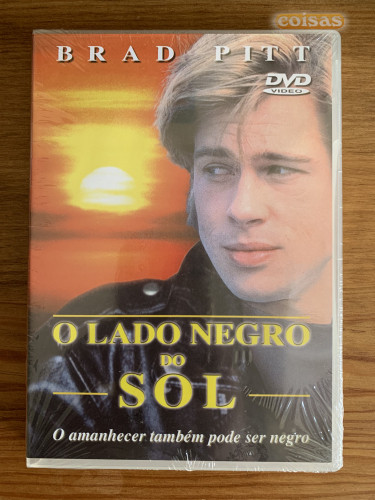 coisas
BRAD PITT
DVD
VIDEO
O LADO NEGRO
DO
SOL
O amanhecer também pode ser negro